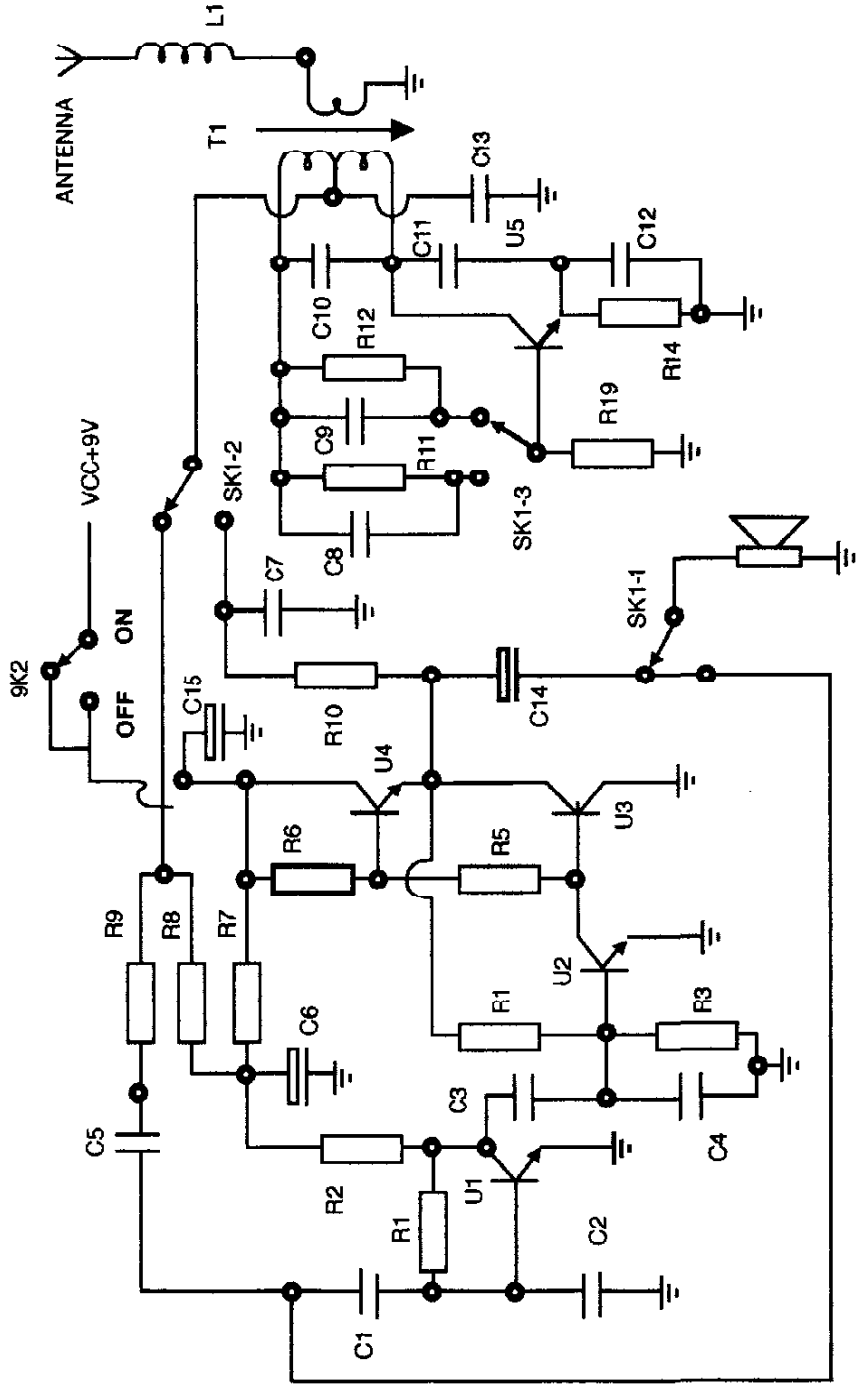 L1
ANTENNA
T1
C13
C11
U5
C12
C10
R12
R14
C9
R11
R19
SK1-3
C8
VCC+9V
SK1-2
C7
SK1-1
9K2
ON
OFF
C15
R10
C14
U4
R6
R5
U3
R9
R8
R7
U2
R1
R3
C6
C3
C4
C5
R2
U1
R1
C2
C1